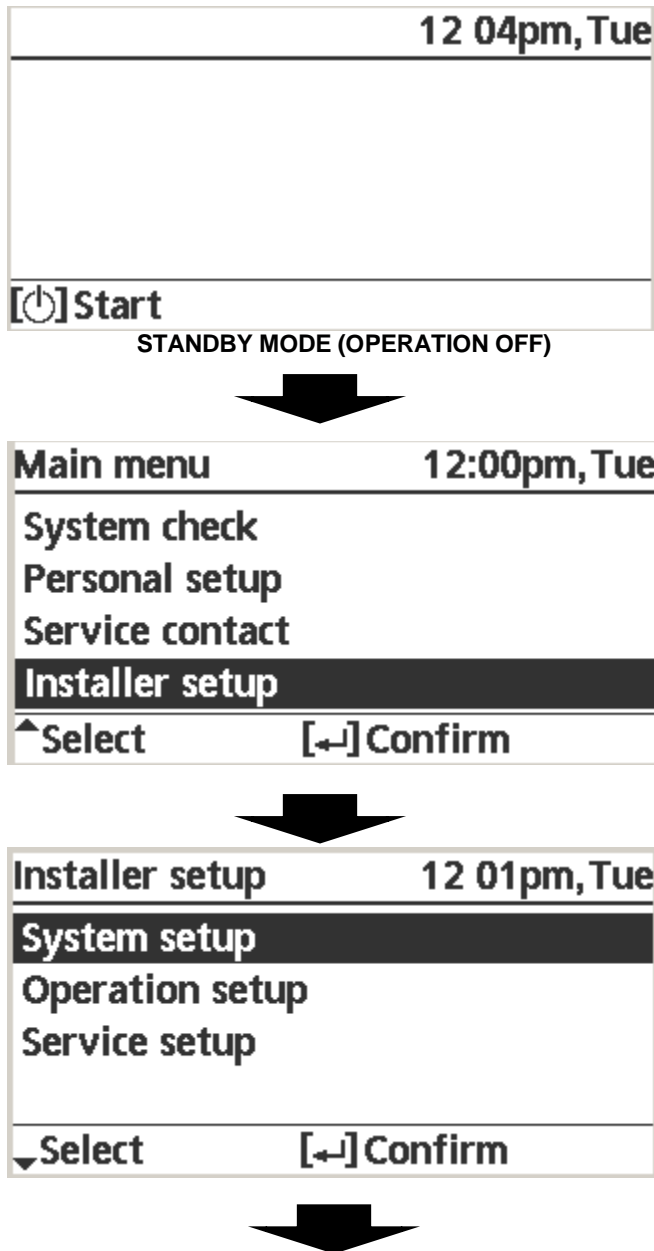 12 04pm,Tue
[⏻]Start
STANDBY MODE (OPERATION OFF)
Main menu 12:00pm,Tue
System check
Personal setup
Service contact
Installer setup
Select [↵]Confirm
Installer setup 12 01pm,Tue
System setup
Operation setup
Service setup
Select [↵]Confirm